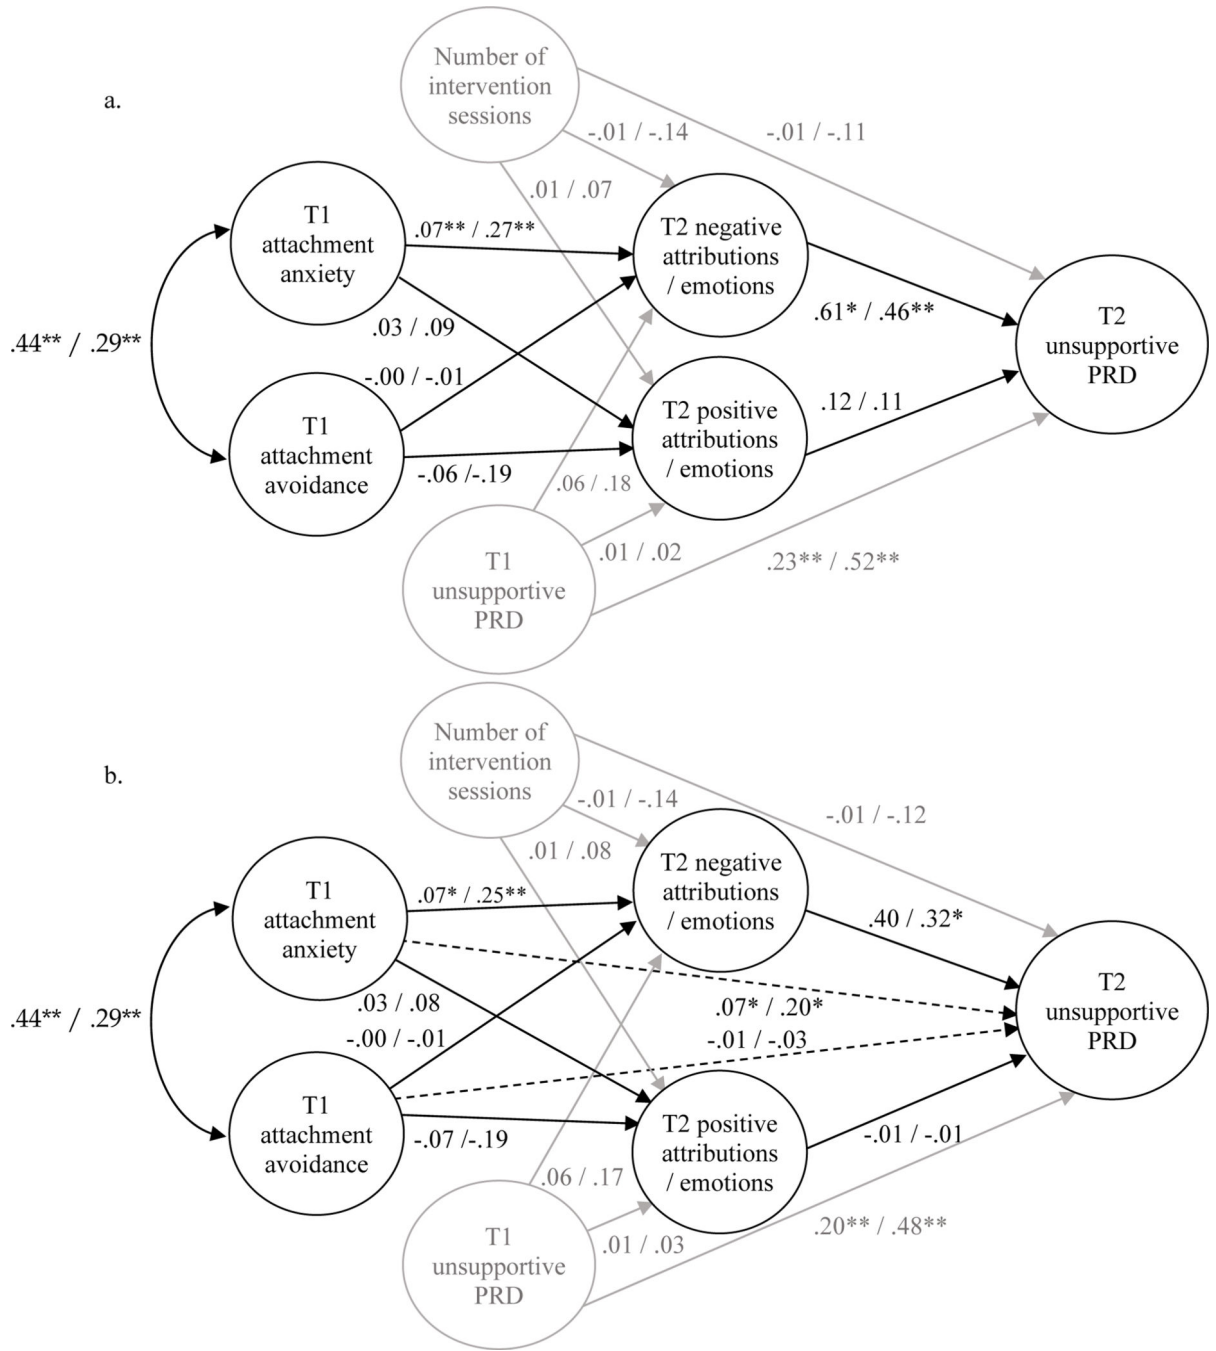 a.
Number of
intervention
sessions
-.01 / -.14
-.01 / -.11
.01 / .07
T1
attachment
anxiety
.07** / .27**
T2 negative
attributions
/ emotions
.61* / .46**
T2
unsupportive
PRD
.44** / .29**
.03 / .09
-.00 / -.01
T1
attachment
avoidance
-.06 /-.19
T2 positive
attributions
/ emotions
.12 / .11
.06 / .18
.01 / .02
.23** / .52**
T1
unsupportive
PRD
b.
Number of
intervention
sessions
-.01 / -.14
-.01 / -.12
.01 / .08
T1
attachment
anxiety
.07* / .25**
T2 negative
attributions
/ emotions
.40 / .32*
T2
unsupportive
PRD
.44** / .29**
.03 / .08
.07* / .20*
-.00 / -.01
-.01 / -.03
T1
attachment
avoidance
-.07 /-.19
T2 positive
attributions
/ emotions
-.01 / -.01
.06 / .17
.01 / .03
.20** / .48**
T1
unsupportive
PRD